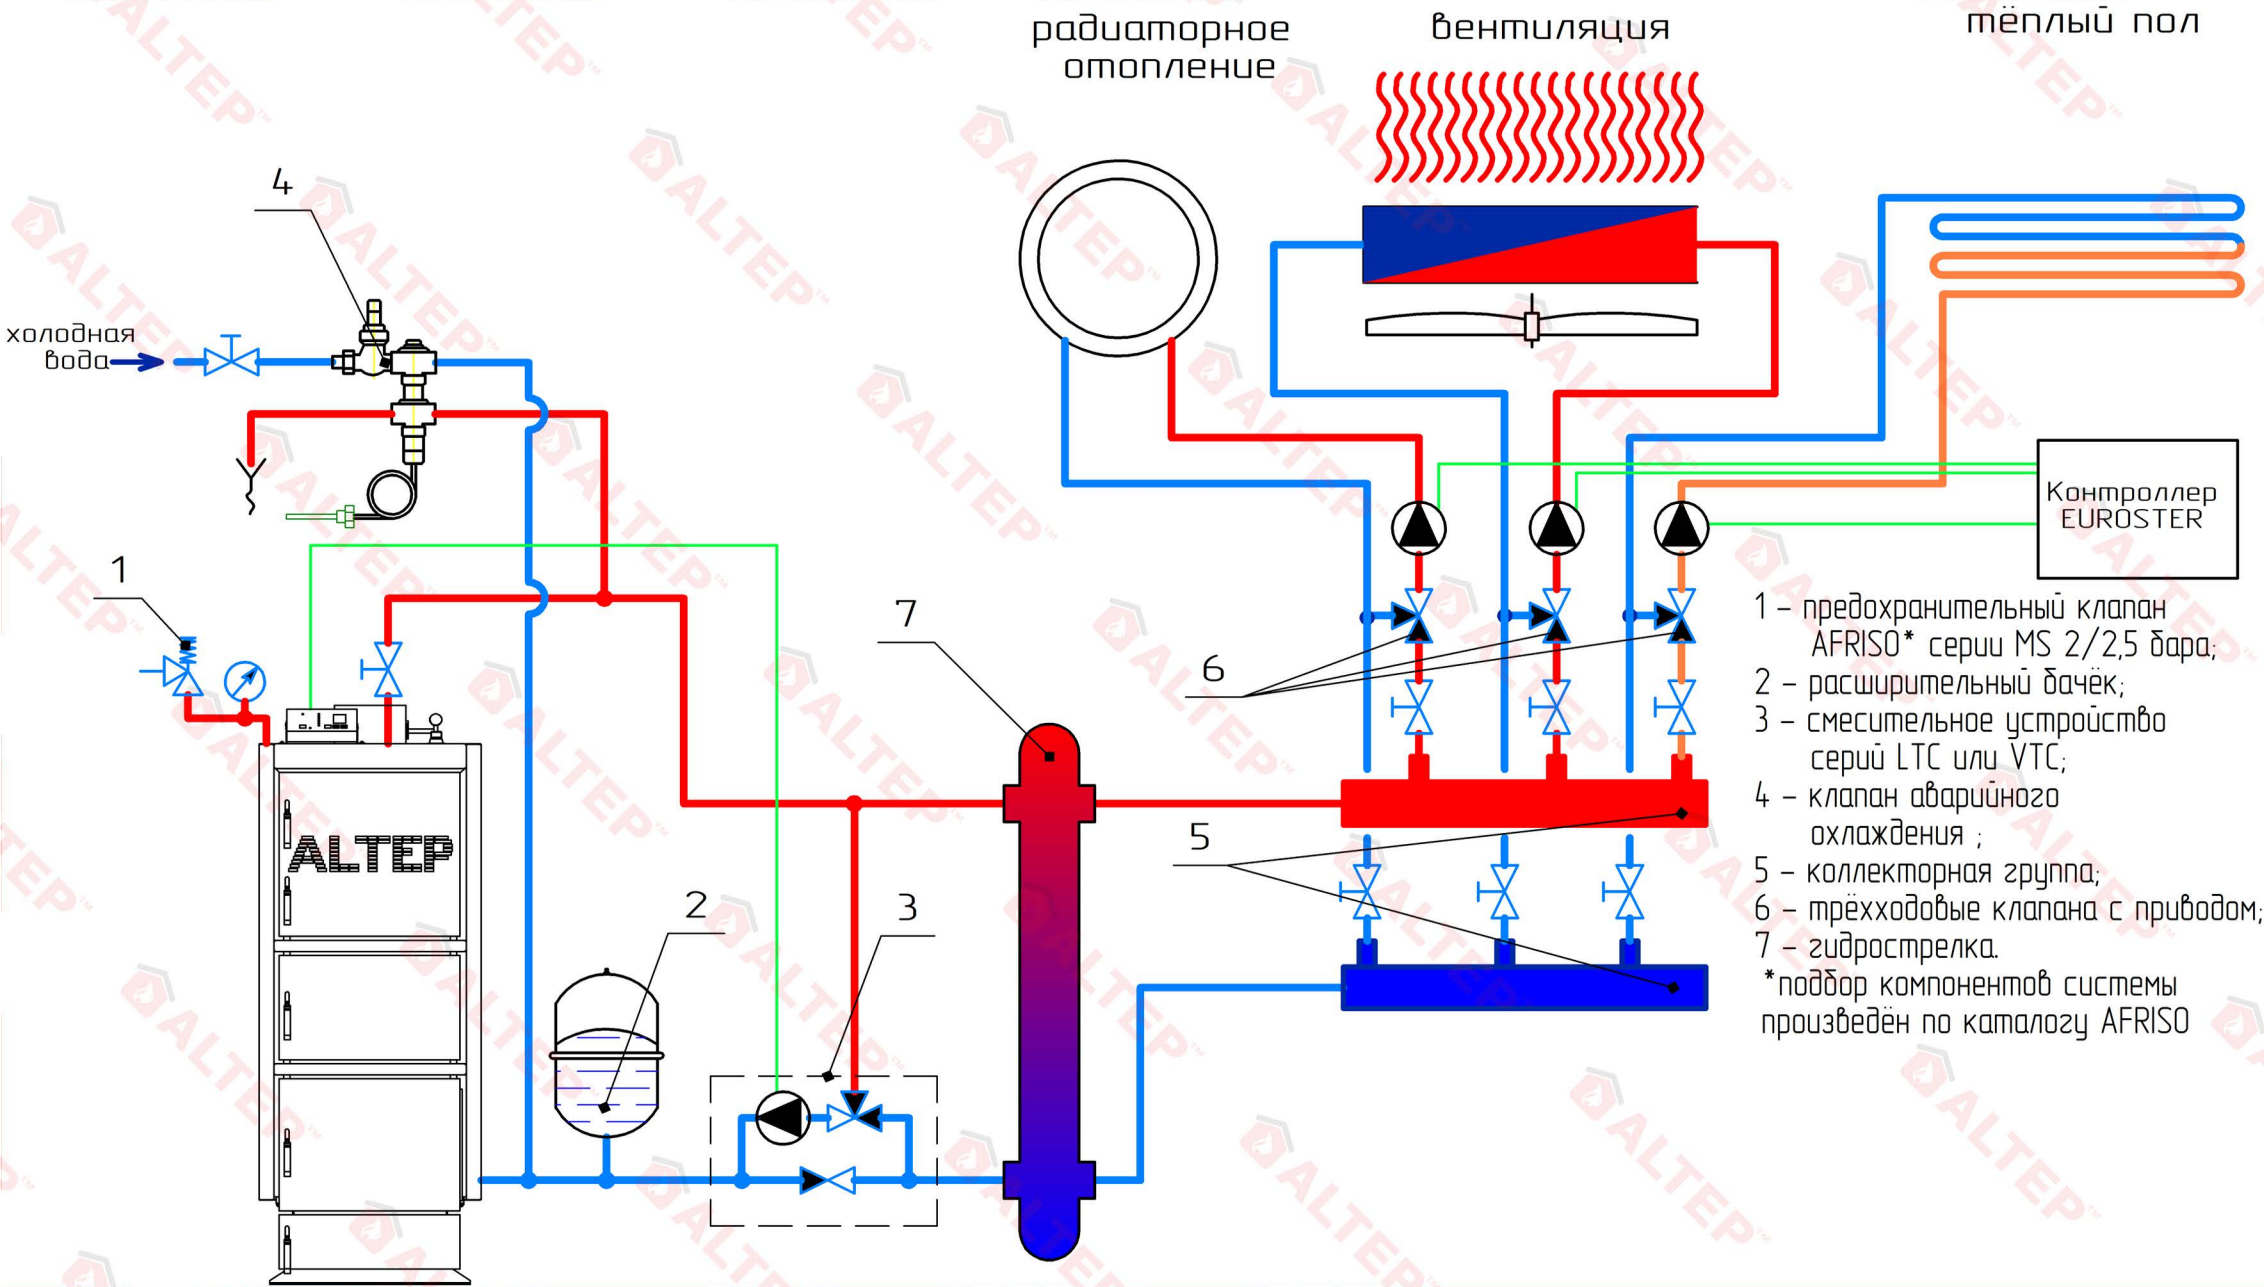 радиаторное
отопление
вентиляция
тёплый пол
4
холодная
вода
1
7
6
5
2
3
ALTEP
Контроллер
EUROSTER
1 – предохранительный клапан
AFRISO* серии MS 2/2,5 бара;
2 – расширительный бачёк;
3 – смесительное устройство
серий LTC или VTC;
4 – клапан аварийного
охлаждения ;
5 – коллекторная группа;
6 – трёхходовые клапана с приводом;
7 – гидрострелка.
*подбор компонентов системы
произведён по каталогу AFRISO